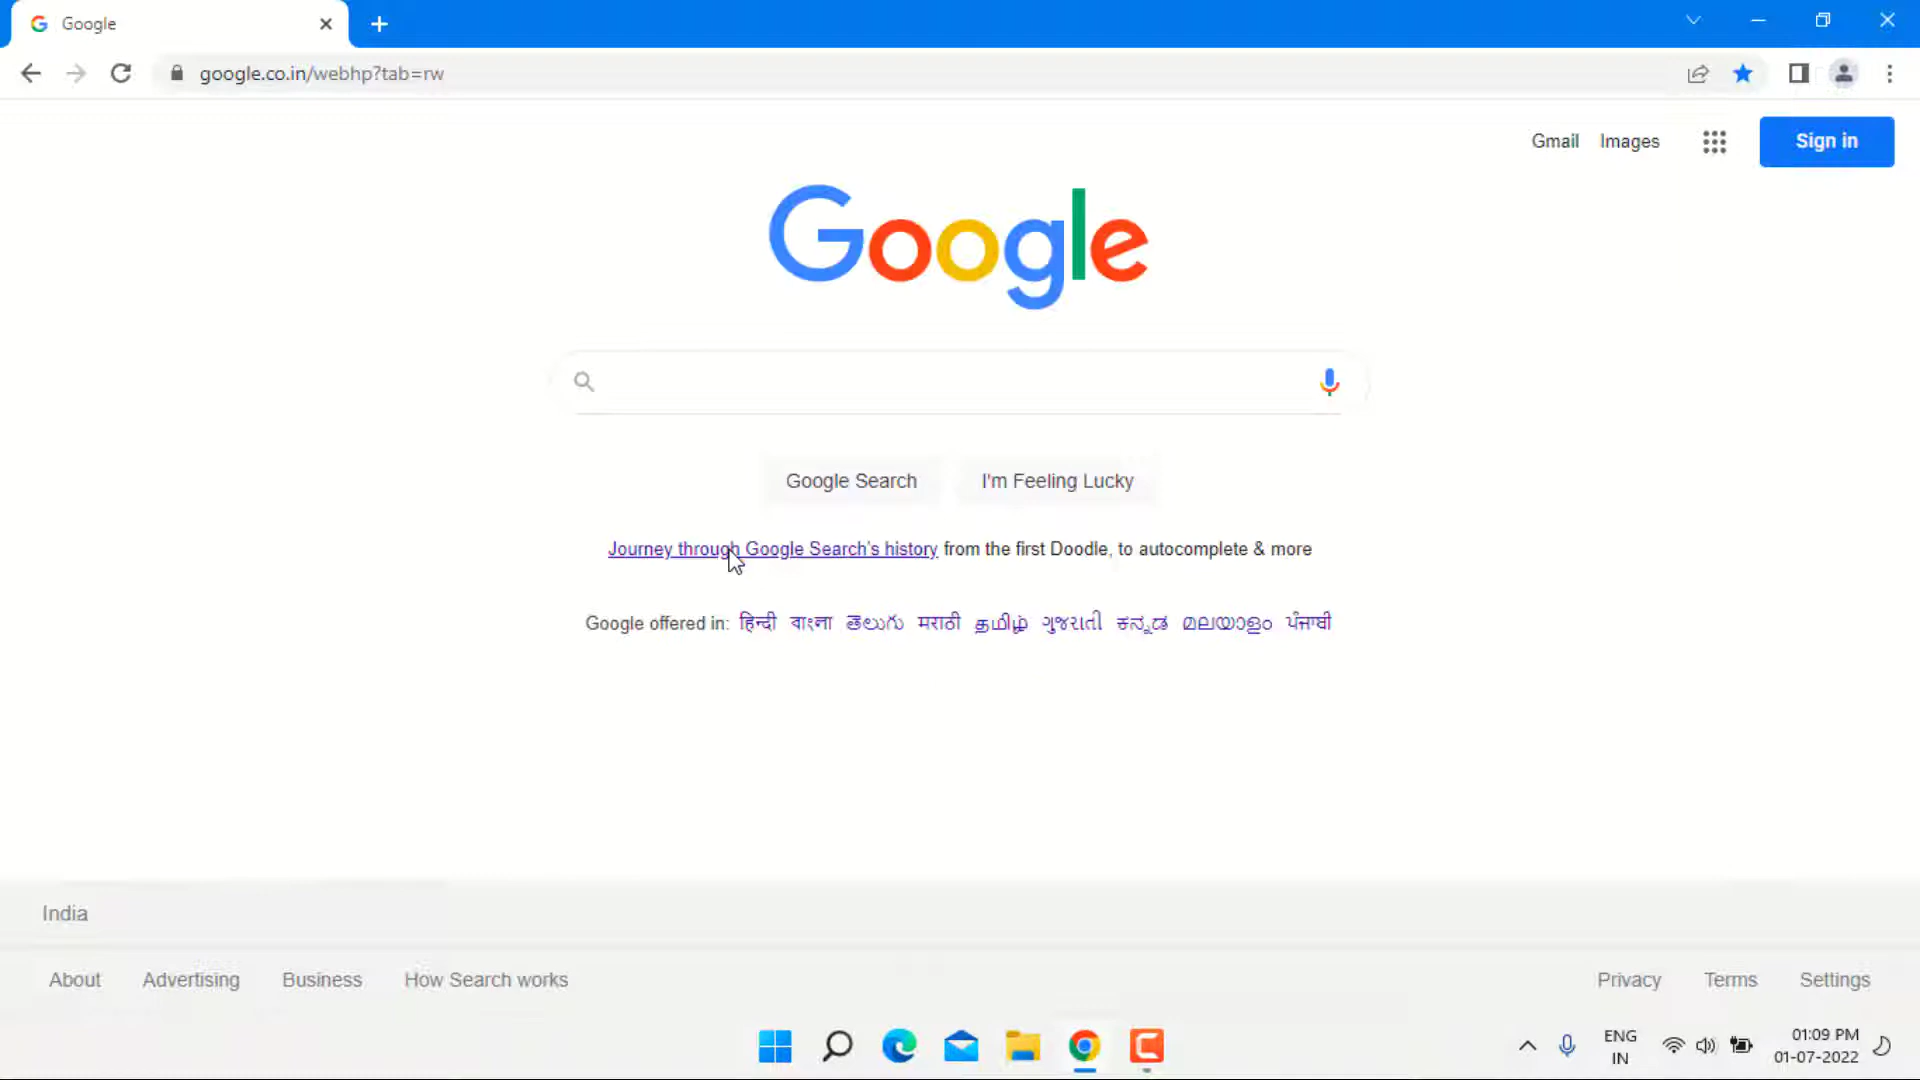 Google
google.co.in/webhp?tab=rw
Gmail Images Sign in
Google
Google Search I'm Feeling Lucky
Journey through Google Search's history from the first Doodle, to autocomplete & more
Google offered in: हिन्दी বাংলা తెలుగు मराठी தமிழ் ગુજરાતી ಕನ್ನಡ മലയാളം ਪੰਜਾਬੀ
India
About Advertising Business How Search works Privacy Terms Settings
ENG 01:09 PM
IN 01-07-2022